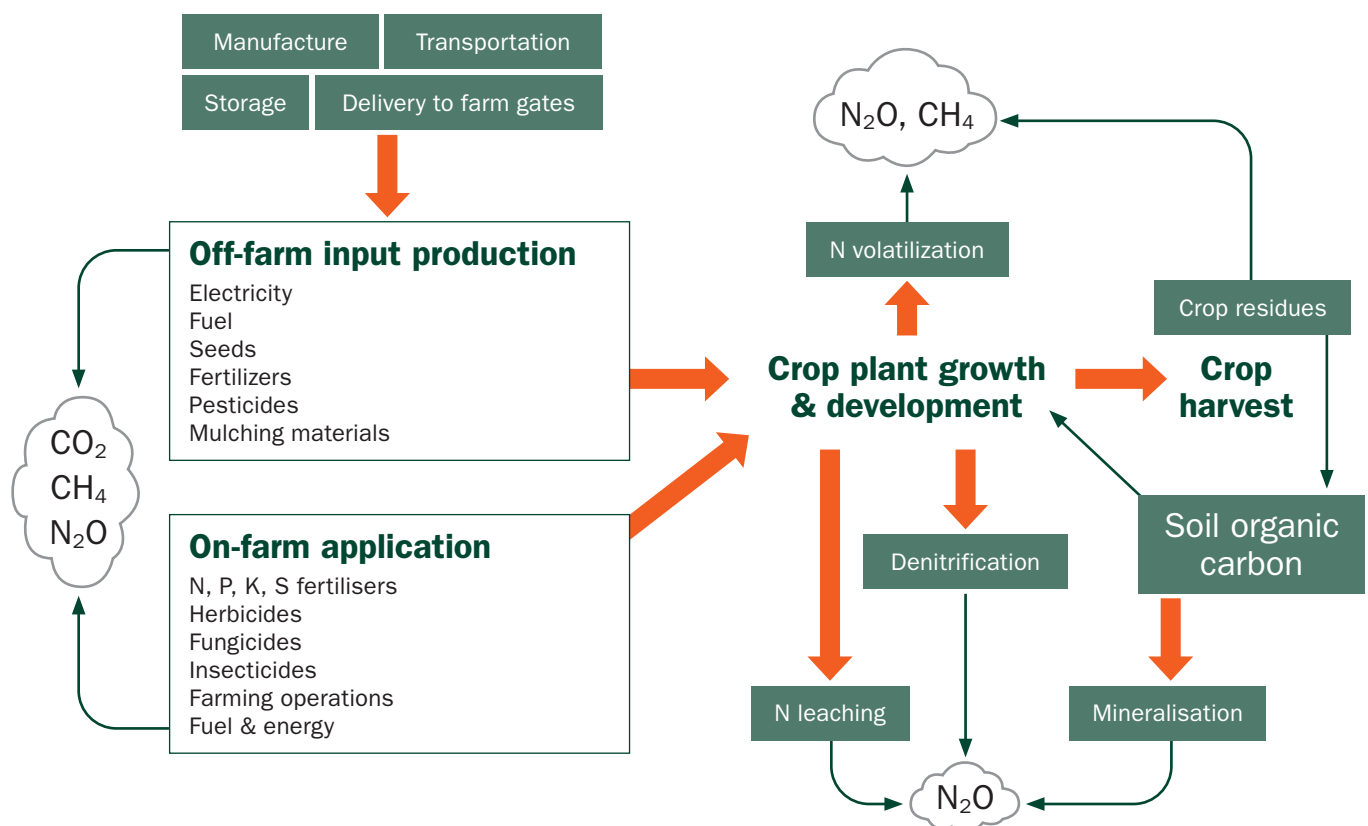 Manufacture
Transportation
Storage
Delivery to farm gates
Off-farm input production
Electricity
Fuel
Seeds
Fertilizers
Pesticides
Mulching materials
CO₂
CH₄
N₂O
On-farm application
N, P, K, S fertilisers
Herbicides
Fungicides
Insecticides
Farming operations
Fuel & energy
N₂O, CH₄
N volatilization
Crop residues
Crop plant growth
& development
Crop
harvest
Soil organic
carbon
Denitrification
N leaching
Mineralisation
N₂O